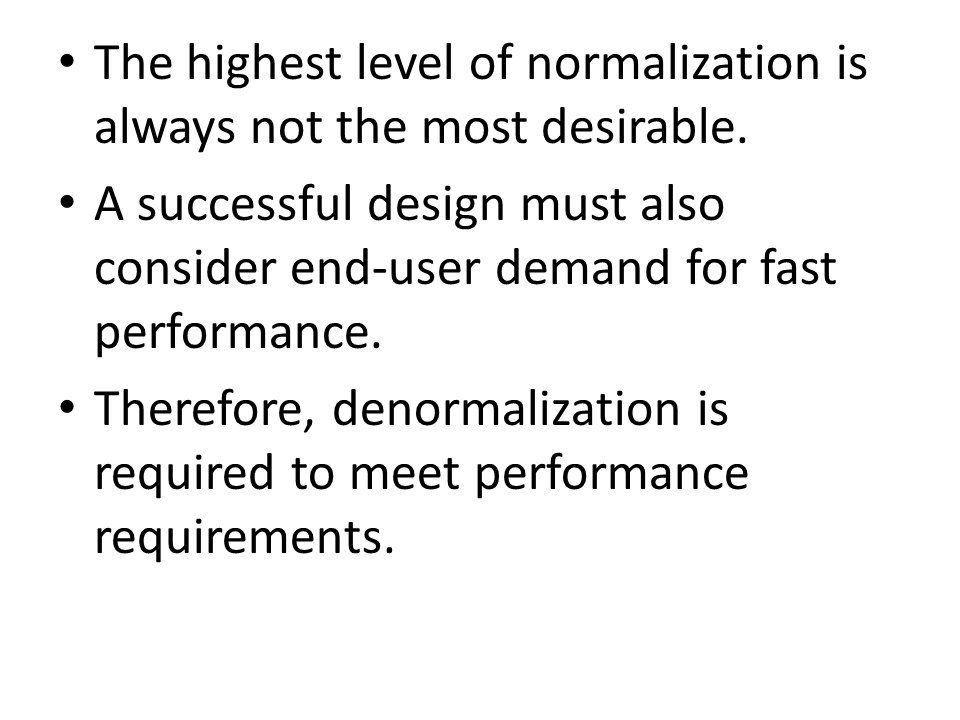 • The highest level of normalization is
always not the most desirable.
• A successful design must also
consider end-user demand for fast
performance.
• Therefore, denormalization is
required to meet performance
requirements.